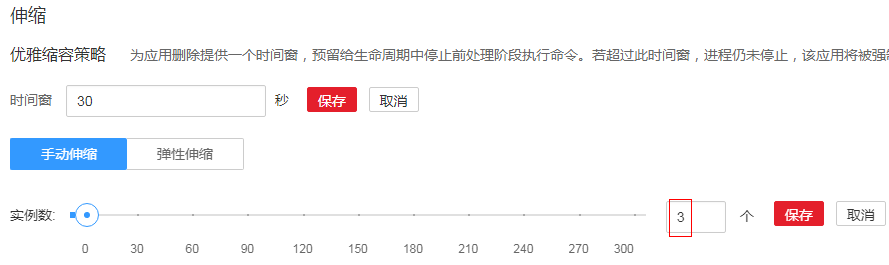 伸缩
优雅缩容策略 为应用删除提供一个时间窗，预留给生命周期中停止前处理阶段执行命令。若超过此时间窗，进程仍未停止，该应用将被强
时间窗 30 秒 保存 取消
手动伸缩 弹性伸缩
实例数: 3 个 保存 取消
0 30 60 90 120 150 180 210 240 270 300